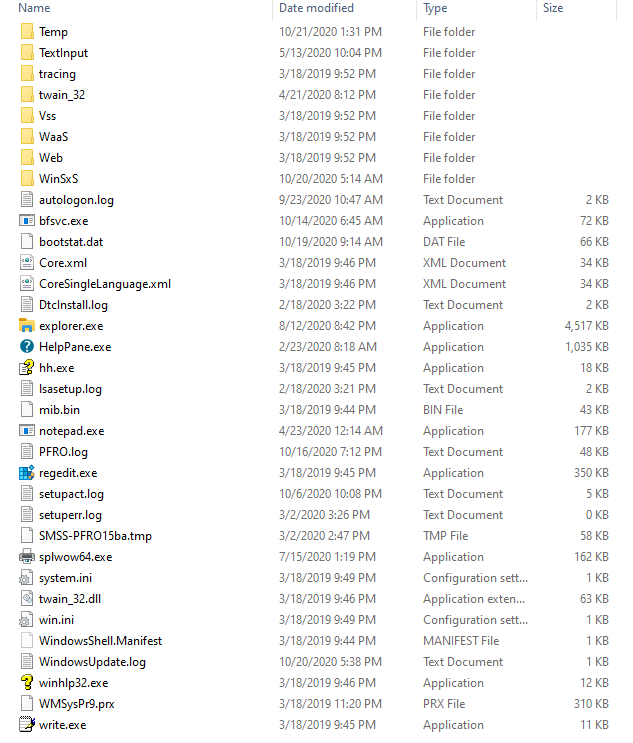 Name Date modified Type Size
Temp 10/21/2020 1:31 PM File folder
TextInput 5/13/2020 10:04 PM File folder
tracing 3/18/2019 9:52 PM File folder
twain_32 4/21/2020 8:12 PM File folder
Vss 3/18/2019 9:52 PM File folder
WaaS 3/18/2019 9:52 PM File folder
Web 3/18/2019 9:52 PM File folder
WinSxS 10/20/2020 5:14 AM File folder
autologon.log 9/23/2020 10:47 AM Text Document 2 KB
bfsvc.exe 10/14/2020 6:45 AM Application 72 KB
bootstat.dat 10/19/2020 9:14 AM DAT File 66 KB
Core.xml 3/18/2019 9:46 PM XML Document 34 KB
CoreSingleLanguage.xml 3/18/2019 9:46 PM XML Document 34 KB
DtcInstall.log 2/18/2020 3:22 PM Text Document 2 KB
explorer.exe 8/12/2020 8:42 PM Application 4,517 KB
HelpPane.exe 2/23/2020 8:18 AM Application 1,035 KB
hh.exe 3/18/2019 9:45 PM Application 18 KB
lsasetup.log 2/18/2020 3:21 PM Text Document 2 KB
mib.bin 3/18/2019 9:44 PM BIN File 43 KB
notepad.exe 4/23/2020 12:14 AM Application 177 KB
PFRO.log 10/16/2020 7:12 PM Text Document 48 KB
regedit.exe 3/18/2019 9:45 PM Application 350 KB
setupact.log 10/6/2020 10:08 PM Text Document 5 KB
setuperr.log 3/2/2020 3:26 PM Text Document 0 KB
SMSS-PFRO15ba.tmp 3/2/2020 2:47 PM TMP File 58 KB
splwow64.exe 7/15/2020 1:19 PM Application 162 KB
system.ini 3/18/2019 9:49 PM Configuration sett... 1 KB
twain_32.dll 3/18/2019 9:46 PM Application exten... 63 KB
win.ini 3/18/2019 9:49 PM Configuration sett... 1 KB
WindowsShell.Manifest 3/18/2019 9:44 PM MANIFEST File 1 KB
WindowsUpdate.log 10/20/2020 5:38 PM Text Document 1 KB
winhlp32.exe 3/18/2019 9:46 PM Application 12 KB
WMSysPr9.prx 3/18/2019 11:20 PM PRX File 310 KB
write.exe 3/18/2019 9:45 PM Application 11 KB